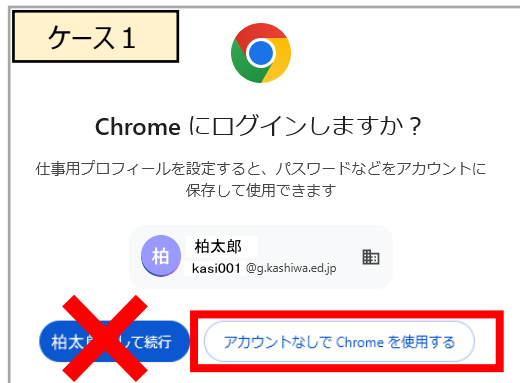 ケース１
Chrome にログインしますか？
仕事用プロフィールを設定すると、パスワードなどをアカウントに
保存して使用できます
柏
柏太郎
kasi001 @g.kashiwa.ed.jp
柏太 して続行
アカウントなしで Chrome を使用する